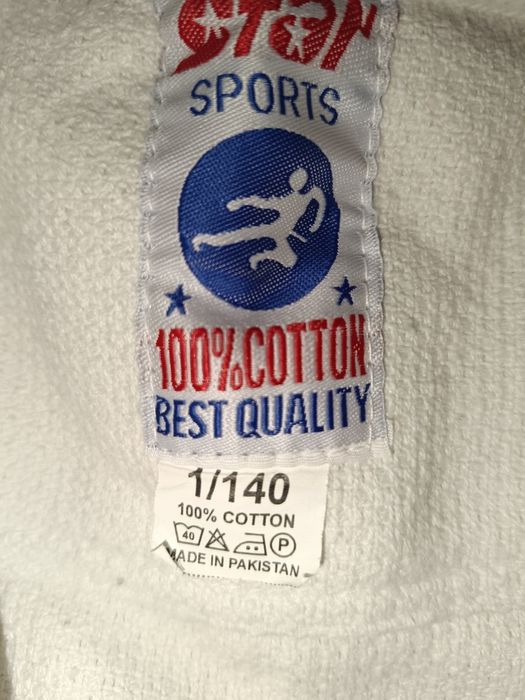 Star
SPORTS
100% COTTON
BEST QUALITY
1/140
100% COTTON
40 P
MADE IN PAKISTAN